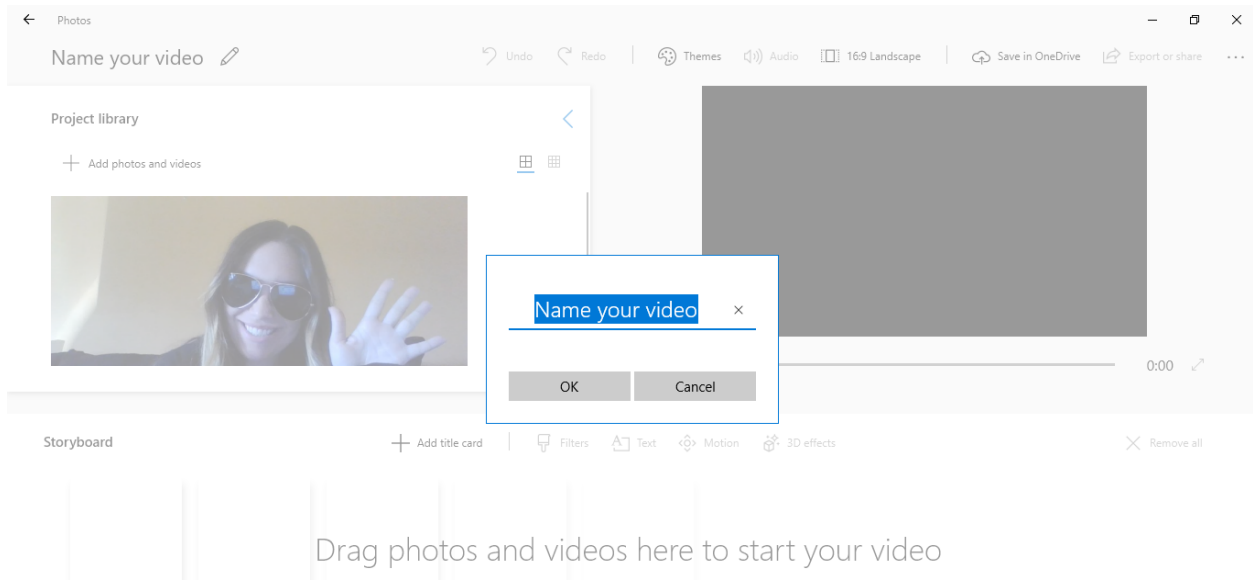 Photos
Name your video
Undo Redo Themes Audio 16:9 Landscape Save in OneDrive Export or share
Project library
Add photos and videos
Name your video
OK Cancel
0:00
Storyboard
Add title card Filters Text Motion 3D effects Remove all
Drag photos and videos here to start your video